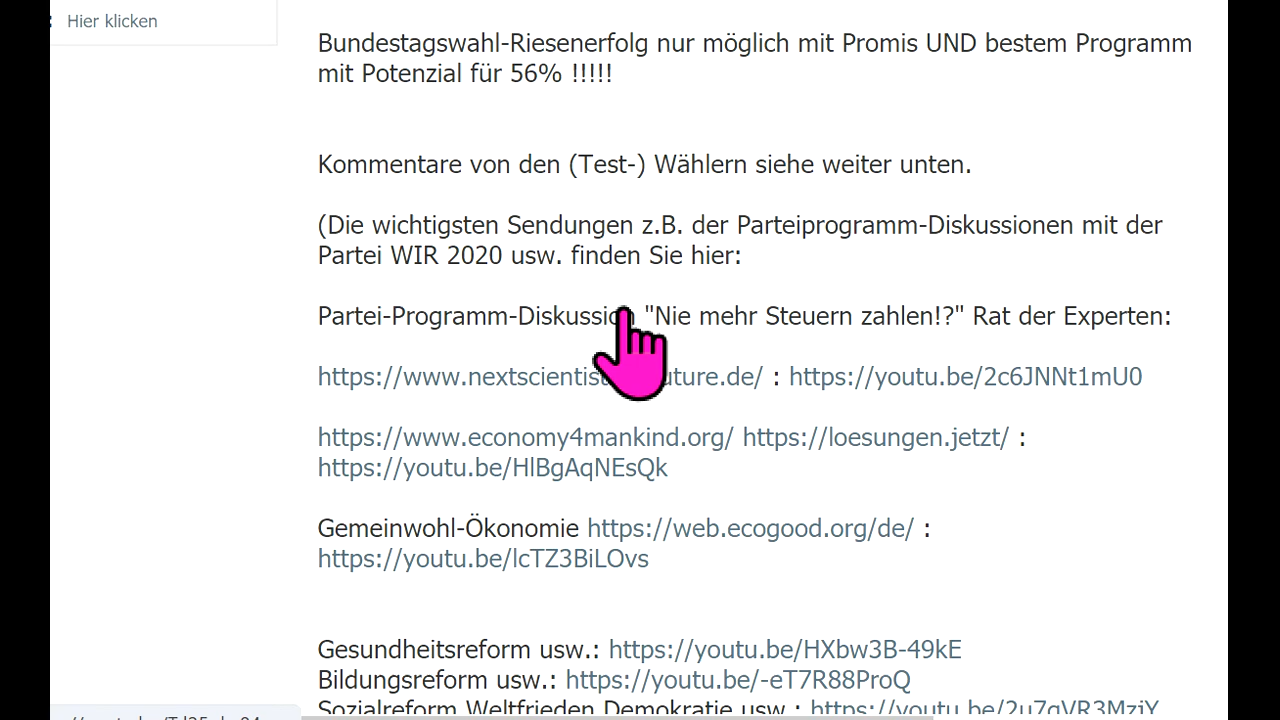 Hier klicken
Bundestagswahl-Riesenerfolg nur möglich mit Promis UND bestem Programm
mit Potenzial für 56% !!!!!
Kommentare von den (Test-) Wählern siehe weiter unten.
(Die wichtigsten Sendungen z.B. der Parteiprogramm-Diskussionen mit der
Partei WIR 2020 usw. finden Sie hier:
Partei-Programm-Diskussion "Nie mehr Steuern zahlen!?" Rat der Experten:
: https://youtu.be/2c6JNNt1mU0
https://www.economy4mankind.org/ https://loesungen.jetzt/ :
https://youtu.be/HlBgAqNEsQk
Gemeinwohl-Ökonomie https://web.ecogood.org/de/ :
https://youtu.be/lcTZ3BiLOvs
Gesundheitsreform usw.: https://youtu.be/HXbw3B-49kE
Bildungsreform usw.: https://youtu.be/-eT7R88ProQ
Sozialreform Weltfrieden Demokratie usw.: https://youtu.be/2u7gVR3MzjY